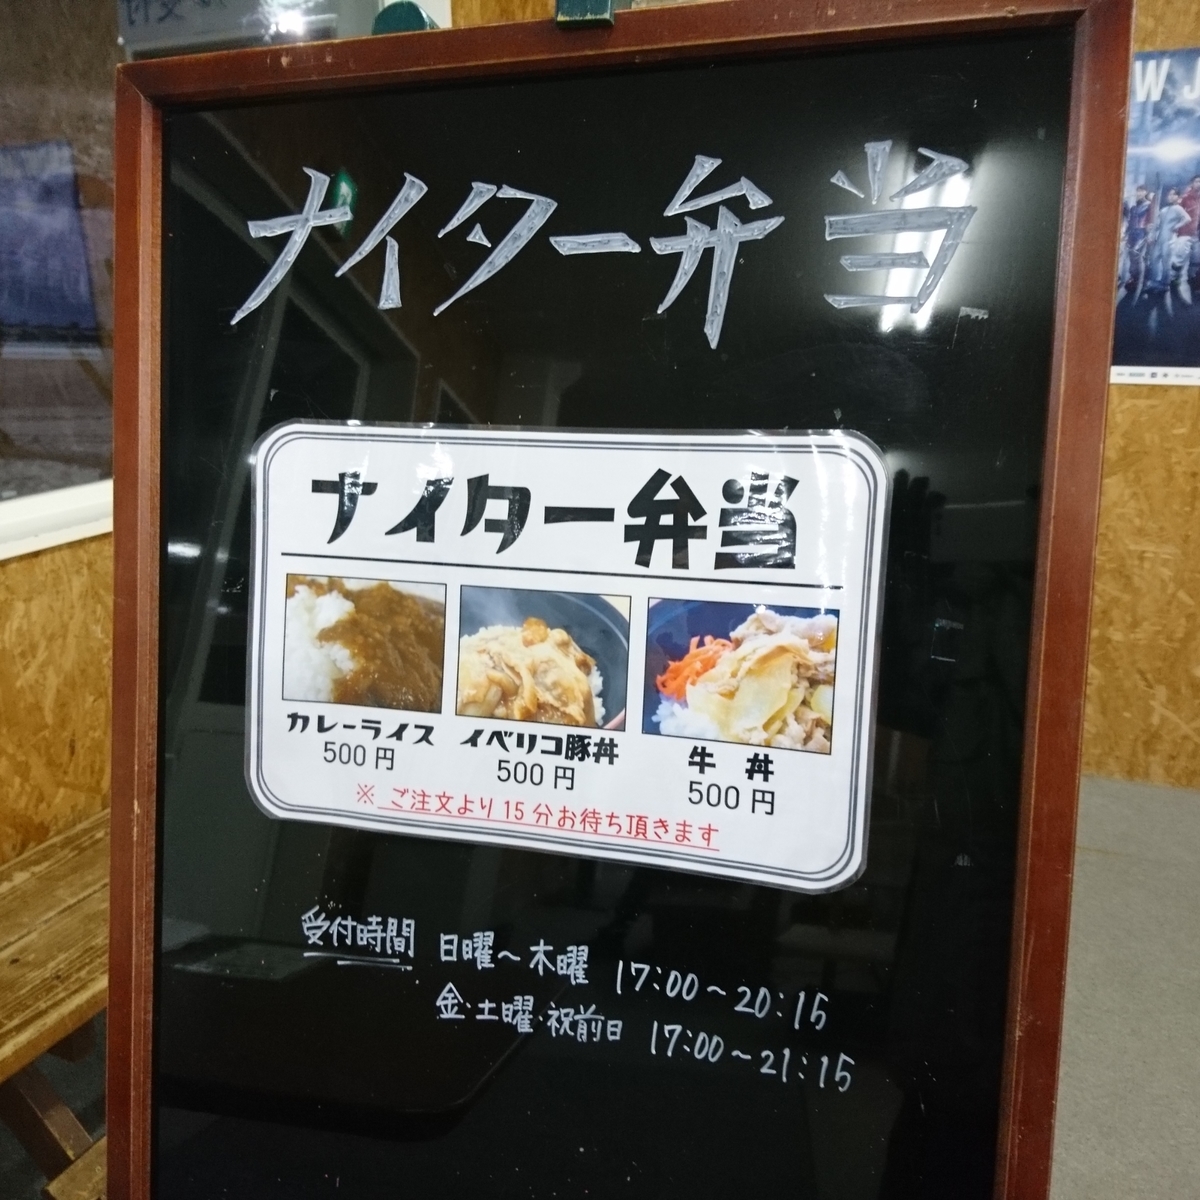 ナイター弁当
W J
ナイター弁当
カレーライス
500円
イベリコ豚丼
500円
牛丼
500円
※ ご注文より15分お待ち頂きます
受付時間 日曜～木曜 17:00～20:15
金・土曜・祝前日 17:00～21:15